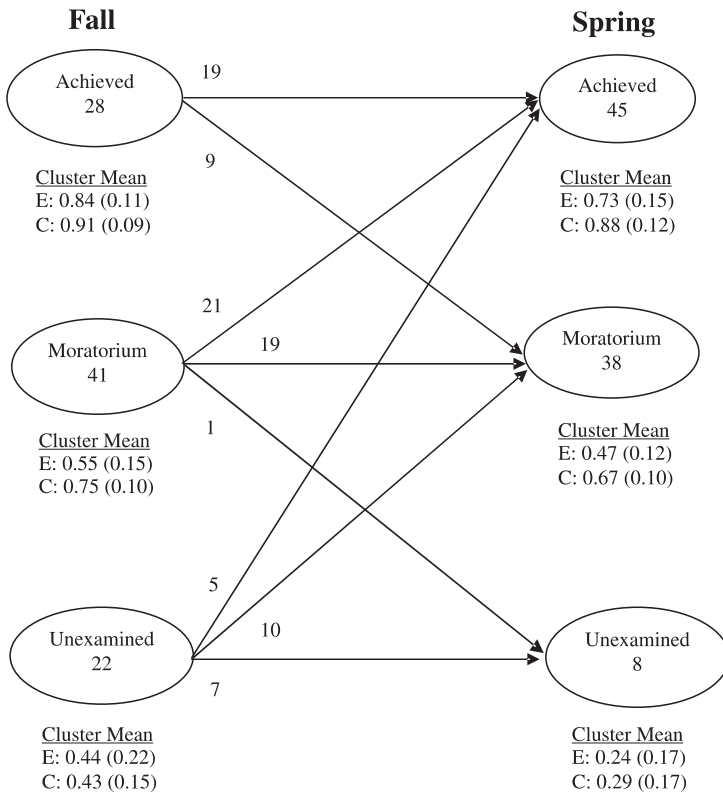 Fall
Spring
Achieved
28
19
Achieved
45
9
Cluster Mean
E: 0.84 (0.11)
C: 0.91 (0.09)
Cluster Mean
E: 0.73 (0.15)
C: 0.88 (0.12)
21
Moratorium
41
19
Moratorium
38
1
Cluster Mean
E: 0.55 (0.15)
C: 0.75 (0.10)
Cluster Mean
E: 0.47 (0.12)
C: 0.67 (0.10)
5
Unexamined
22
10
Unexamined
8
7
Cluster Mean
E: 0.44 (0.22)
C: 0.43 (0.15)
Cluster Mean
E: 0.24 (0.17)
C: 0.29 (0.17)